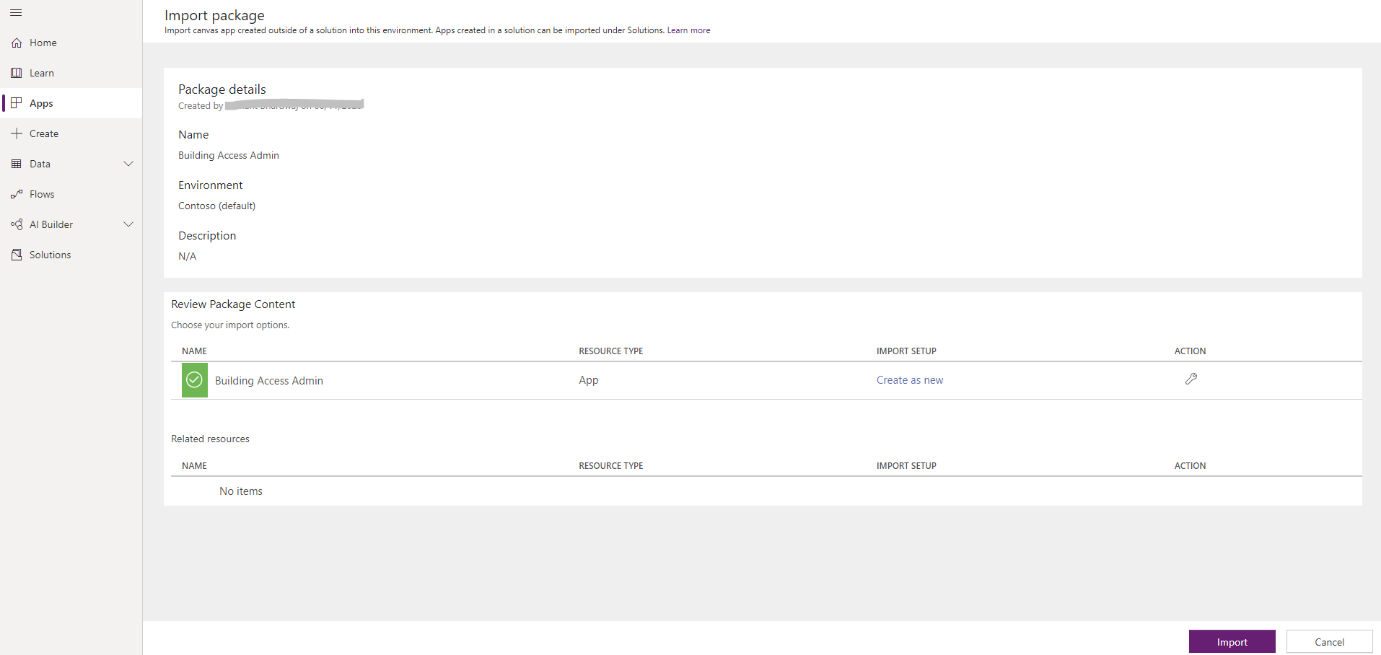 Import package
Import canvas app created outside of a solution into this environment. Apps created in a solution can be imported under Solutions. Learn more
Home
Learn
Apps
Create
Data
Flows
AI Builder
Solutions
Package details
Created by
Name
Building Access Admin
Environment
Contoso (default)
Description
N/A
Review Package Content
Choose your import options.
NAME RESOURCE TYPE IMPORT SETUP ACTION
Building Access Admin App Create as new
Related resources
NAME RESOURCE TYPE IMPORT SETUP ACTION
No items
Import Cancel